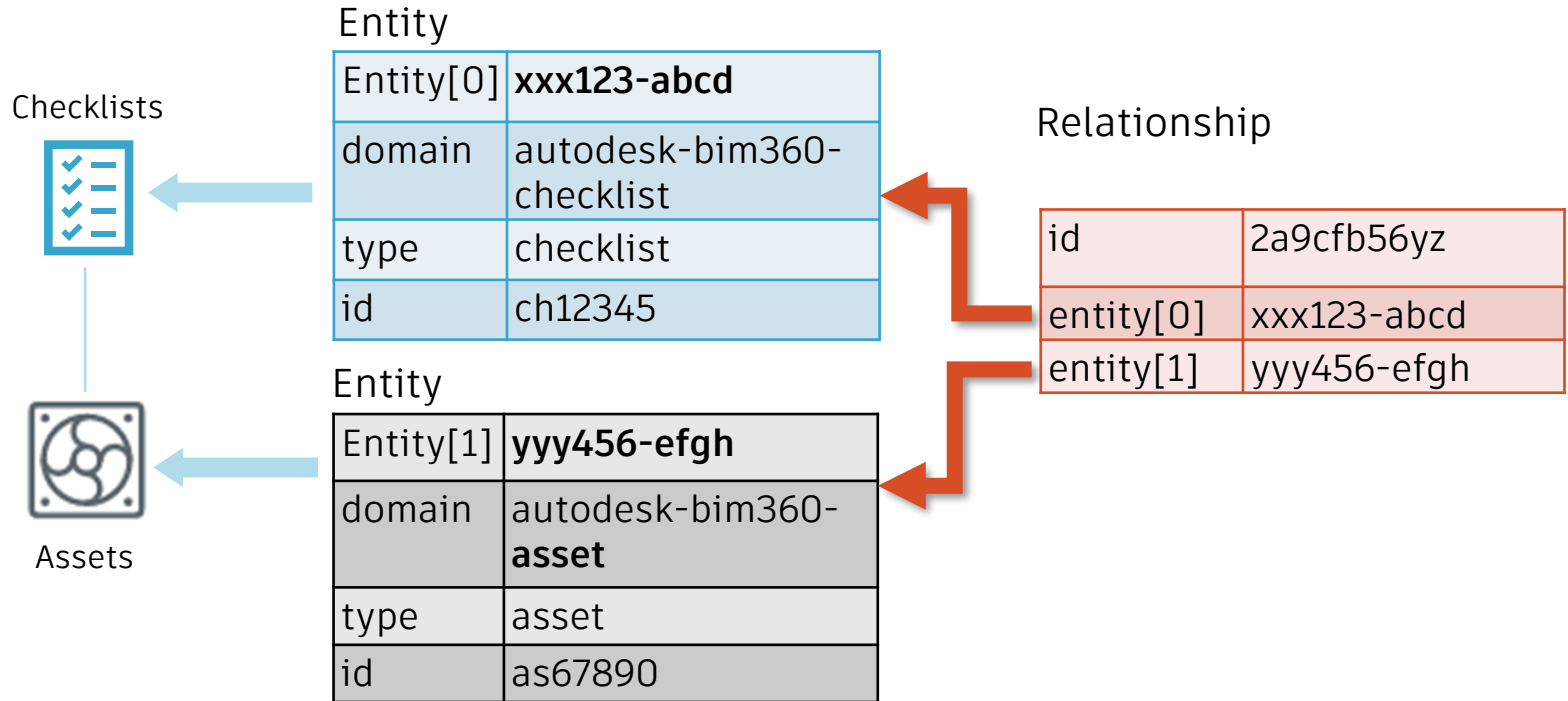 Checklists
Assets
Entity
Entity[0] xxx123-abcd
domain autodesk-bim360-
checklist
type checklist
id ch12345
Entity
Entity[1] yyy456-efgh
domain autodesk-bim360-
asset
type asset
id as67890
Relationship
id 2a9cfb56yz
entity[0] xxx123-abcd
entity[1] yyy456-efgh